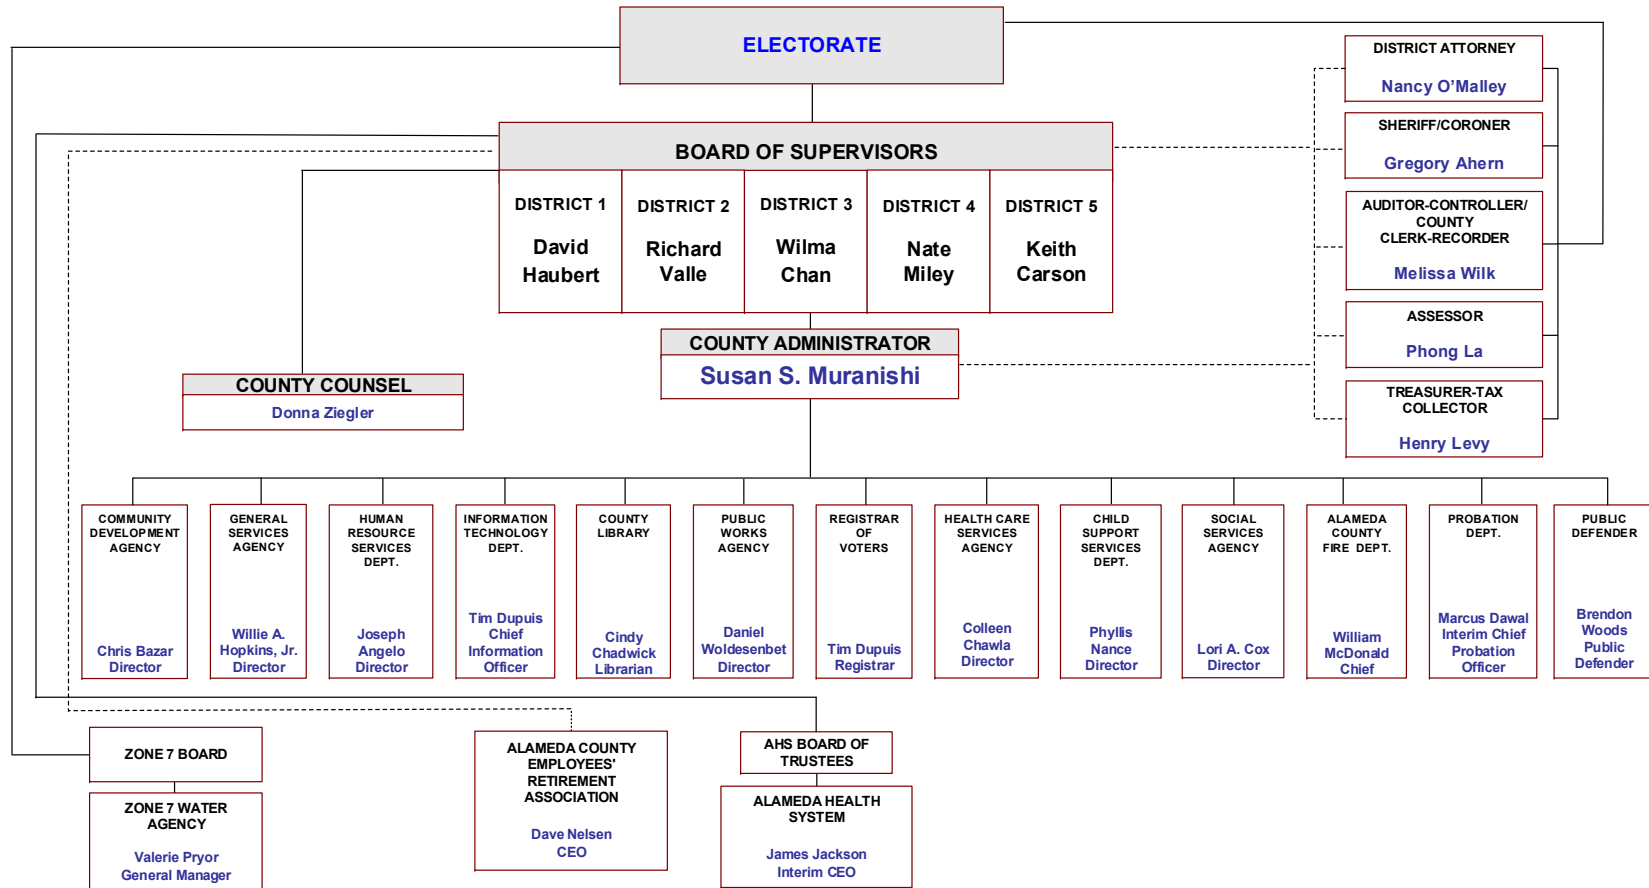 ELECTORATE
DISTRICT ATTORNEY
Nancy O’Malley
SHERIFF/CORONER
Gregory Ahern
AUDITOR-CONTROLLER/
COUNTY
CLERK-RECORDER
Melissa Wilk
ASSESSOR
Phong La
TREASURER-TAX
COLLECTOR
Henry Levy
BOARD OF SUPERVISORS
DISTRICT 1
David
Haubert
DISTRICT 2
Richard
Valle
DISTRICT 3
Wilma
Chan
DISTRICT 4
Nate
Miley
DISTRICT 5
Keith
Carson
COUNTY ADMINISTRATOR
Susan S. Muranishi
COUNTY COUNSEL
Donna Ziegler
COMMUNITY
DEVELOPMENT
AGENCY
Chris Bazar
Director
GENERAL
SERVICES
AGENCY
Willie A.
Hopkins, Jr.
Director
HUMAN
RESOURCE
SERVICES
DEPT.
Joseph
Angelo
Director
INFORMATION
TECHNOLOGY
DEPT.
Tim Dupuis
Chief
Information
Officer
COUNTY
LIBRARY
Cindy
Chadwick
Librarian
PUBLIC
WORKS
AGENCY
Daniel
Woldesenbet
Director
REGISTRAR
OF
VOTERS
Tim Dupuis
Registrar
HEALTH CARE
SERVICES
AGENCY
Colleen
Chawla
Director
CHILD
SUPPORT
SERVICES
DEPT.
Phyllis
Nance
Director
SOCIAL
SERVICES
AGENCY
Lori A. Cox
Director
ALAMEDA
COUNTY
FIRE DEPT.
William
McDonald
Chief
PROBATION
DEPT.
Marcus Dawal
Interim Chief
Probation
Officer
PUBLIC
DEFENDER
Brendon
Woods
Public
Defender
ZONE 7 BOARD
ZONE 7 WATER
AGENCY
Valerie Pryor
General Manager
ALAMEDA COUNTY
EMPLOYEES'
RETIREMENT
ASSOCIATION
Dave Nelsen
CEO
AHS BOARD OF
TRUSTEES
ALAMEDA HEALTH
SYSTEM
James Jackson
Interim CEO